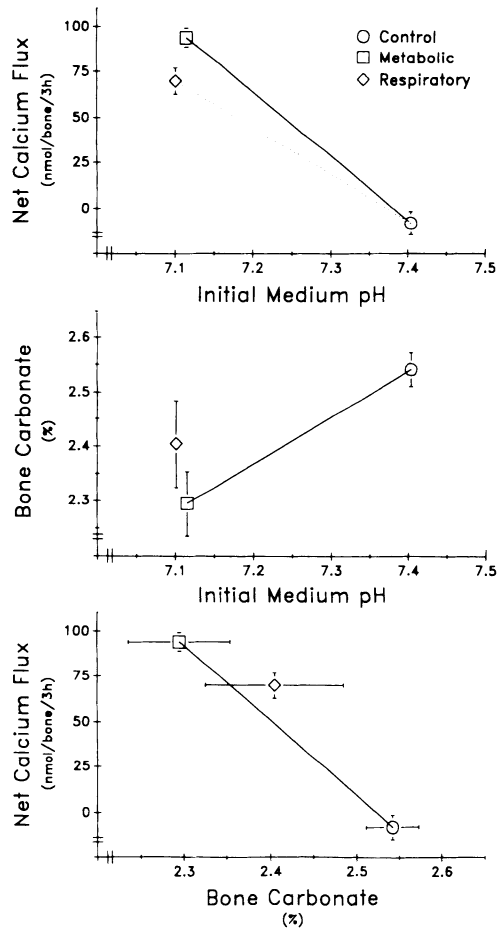 100
75
50
25
0
Net Calcium Flux
(nmol/bone/3h)
Control
Metabolic
Respiratory
7.1 7.2 7.3 7.4 7.5
Initial Medium pH
2.6
2.5
2.4
2.3
Bone Carbonate
(%)
7.1 7.2 7.3 7.4 7.5
Initial Medium pH
100
75
50
25
0
Net Calcium Flux
(nmol/bone/3h)
2.3 2.4 2.5 2.6
Bone Carbonate
(%)